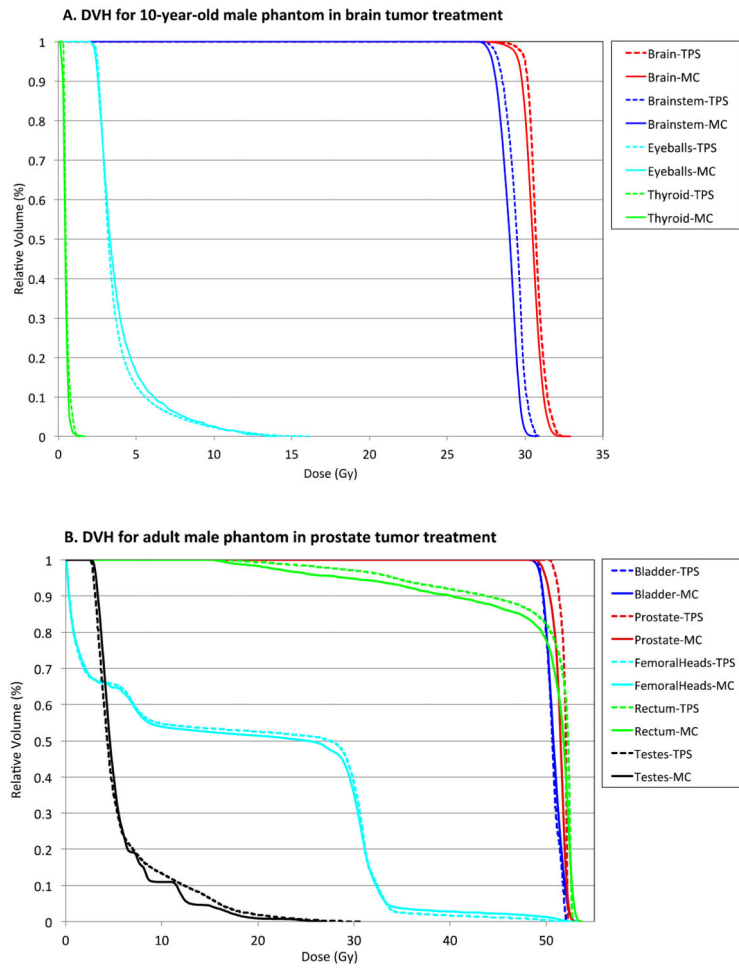 A. DVH for 10-year-old male phantom in brain tumor treatment
1
0.9
0.8
0.7
0.6
0.5
0.4
0.3
0.2
0.1
0
Relative Volume (%)
0 5 10 15 20 25 30 35
Dose (Gy)
Brain-TPS
Brain-MC
Brainstem-TPS
Brainstem-MC
Eyeballs-TPS
Eyeballs-MC
Thyroid-TPS
Thyroid-MC
B. DVH for adult male phantom in prostate tumor treatment
1
0.9
0.8
0.7
0.6
0.5
0.4
0.3
0.2
0.1
0
Relative Volume (%)
0 10 20 30 40 50
Dose (Gy)
Bladder-TPS
Bladder-MC
Prostate-TPS
Prostate-MC
FemoralHeads-TPS
FemoralHeads-MC
Rectum-TPS
Rectum-MC
Testes-TPS
Testes-MC